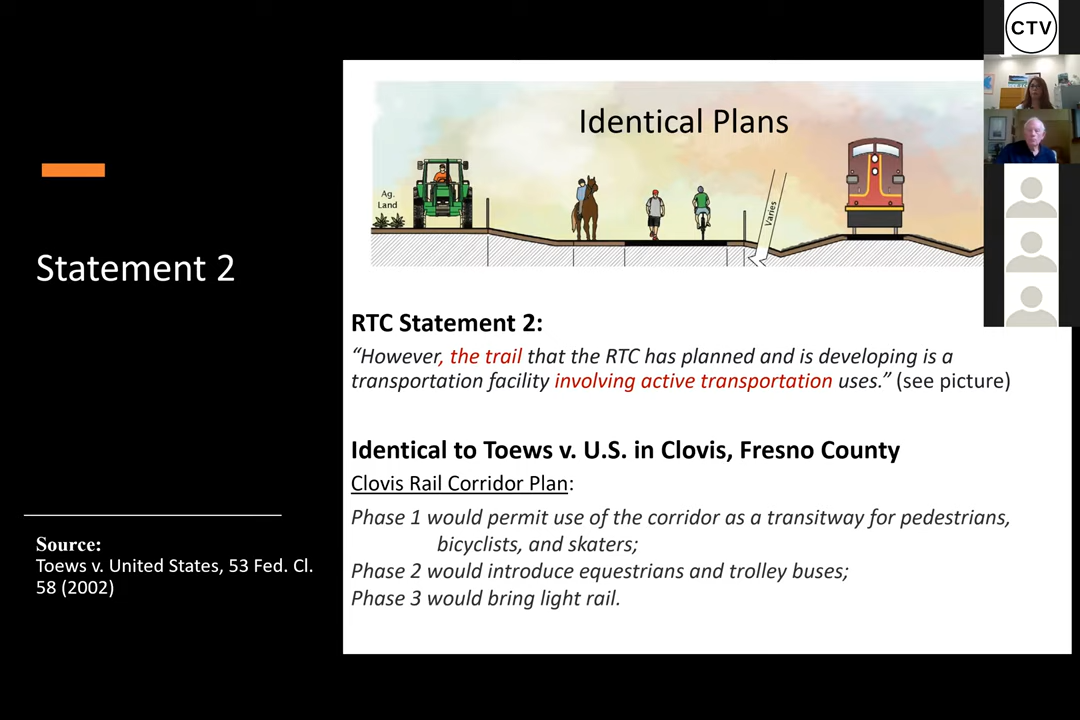 CTV
Identical Plans
Ag.
Land
Varies
Statement 2
RTC Statement 2:
“However, the trail that the RTC has planned and is developing is a
transportation facility involving active transportation uses.” (see picture)
Identical to Toews v. U.S. in Clovis, Fresno County
Clovis Rail Corridor Plan:
Phase 1 would permit use of the corridor as a transitway for pedestrians,
bicyclists, and skaters;
Phase 2 would introduce equestrians and trolley buses;
Phase 3 would bring light rail.
Source:
Toews v. United States, 53 Fed. Cl.
58 (2002)